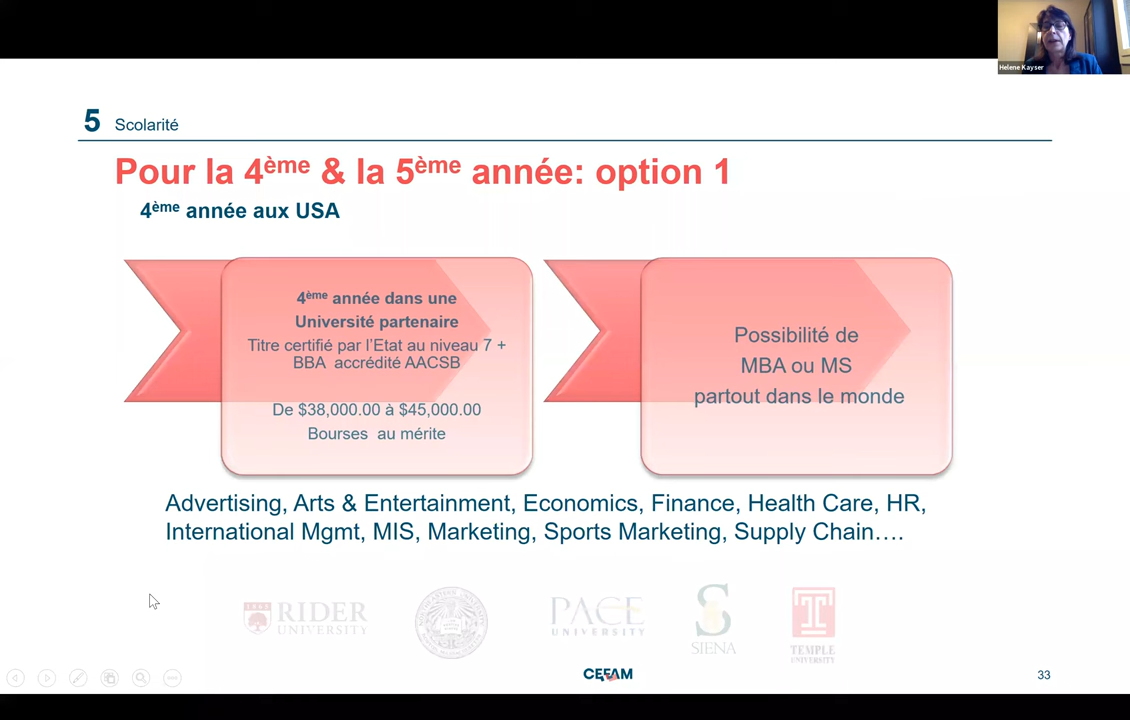 Helene Kayser
5 Scolarité
Pour la 4ème & la 5ème année: option 1
4ème année aux USA
4ème année dans une
Université partenaire
Titre certifié par l'Etat au niveau 7 +
BBA accrédité AACSB
De $38,000.00 à $45,000.00
Bourses au mérite
Possibilité de
MBA ou MS
partout dans le monde
Advertising, Arts & Entertainment, Economics, Finance, Health Care, HR,
International Mgmt, MIS, Marketing, Sports Marketing, Supply Chain….
RIDER
UNIVERSITY
PACE
UNIVERSITY
SIENA
TEMPLE
UNIVERSITY
CEFAM
33